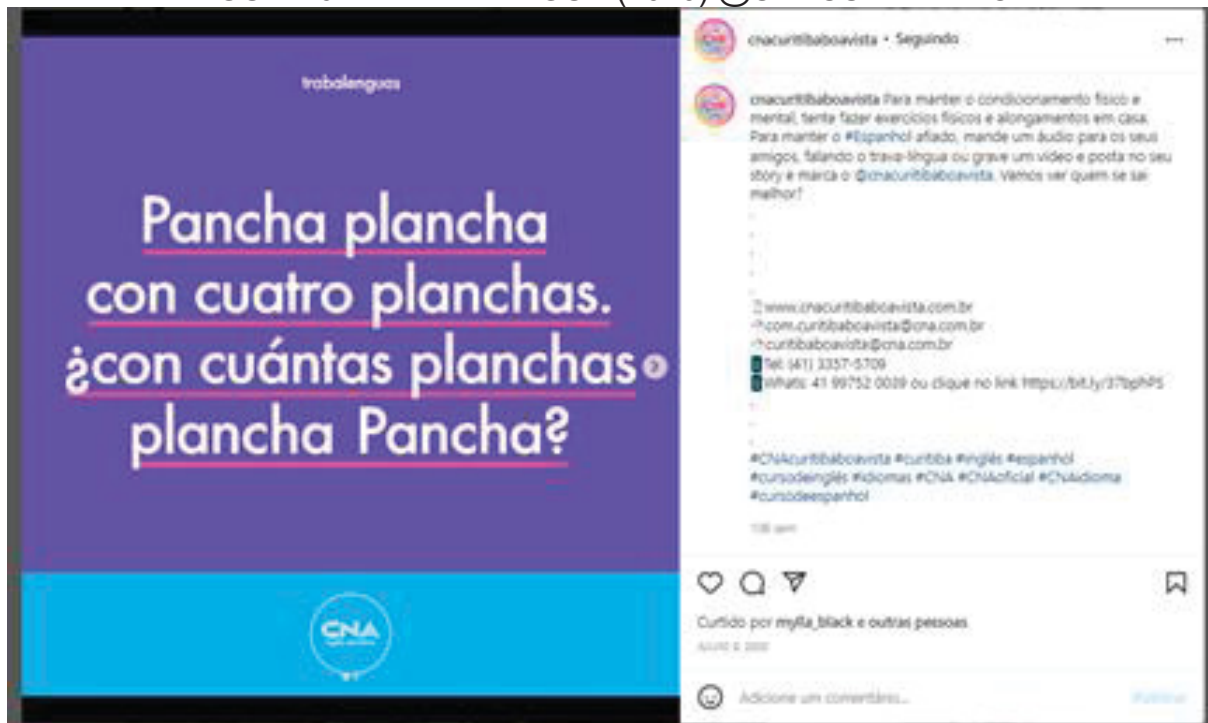 trabalenguas
Pancha plancha
con cuatro planchas.
¿con cuántas planchas
plancha Pancha?
CNA
cnacuritibaboavista • Seguindo
cnacuritibaboavista Para manter o condicionamento físico e
mental, tente fazer exercícios físicos e alongamentos em casa.
Para manter o #Espanhol afiado, mande um áudio para os seus
amigos, falando o trava-língua ou grave um vídeo e posta no seu
story e marca o @cnacuritibaboavista. Vamos ver quem se sai
melhor?
.
.
.
.
.
www.cnacuritibaboavista.com.br
com.curitibaboavista@cna.com.br
curitibaboavista@cna.com.br
Tel: (41) 3357-5709
Whats: 41 99752 0039 ou clique no link https://bit.ly/37bphPS
.
.
.
#CNAcuritibaboavista #curitiba #inglês #espanhol
#cursodeinglês #idiomas #CNA #CNAoficial #CNAidioma
#cursodeespanhol
sem
Curtido por mylla_black e outras pessoas
Adicione um comentário...
Publicar